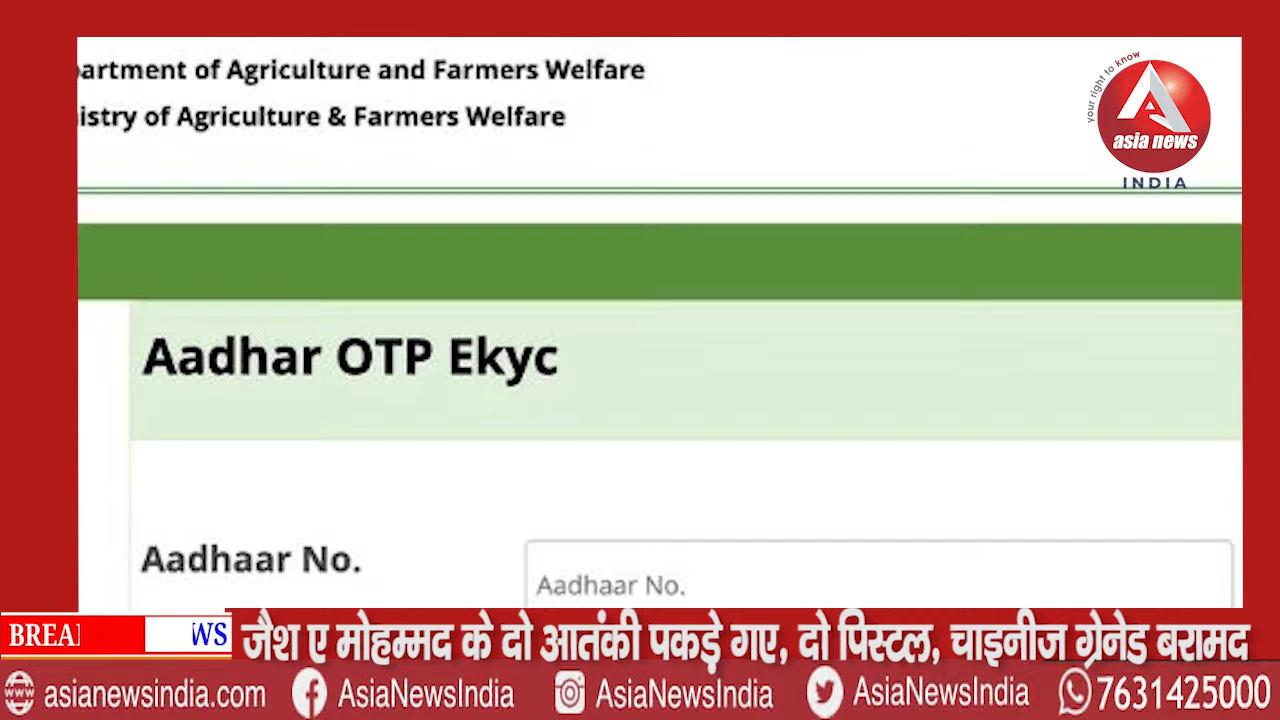 partment of Agriculture and Farmers Welfare
istry of Agriculture & Farmers Welfare
your right to know
asia news
INDIA
Aadhar OTP Ekyc
Aadhaar No.
Aadhaar No.
BREA WS
जैश ए मोहम्मद के दो आतंकी पकड़े गए, दो पिस्टल, चाइनीज ग्रेनेड बरामद
asianewsindia.com AsiaNewsIndia AsiaNewsIndia AsiaNewsIndia 7631425000